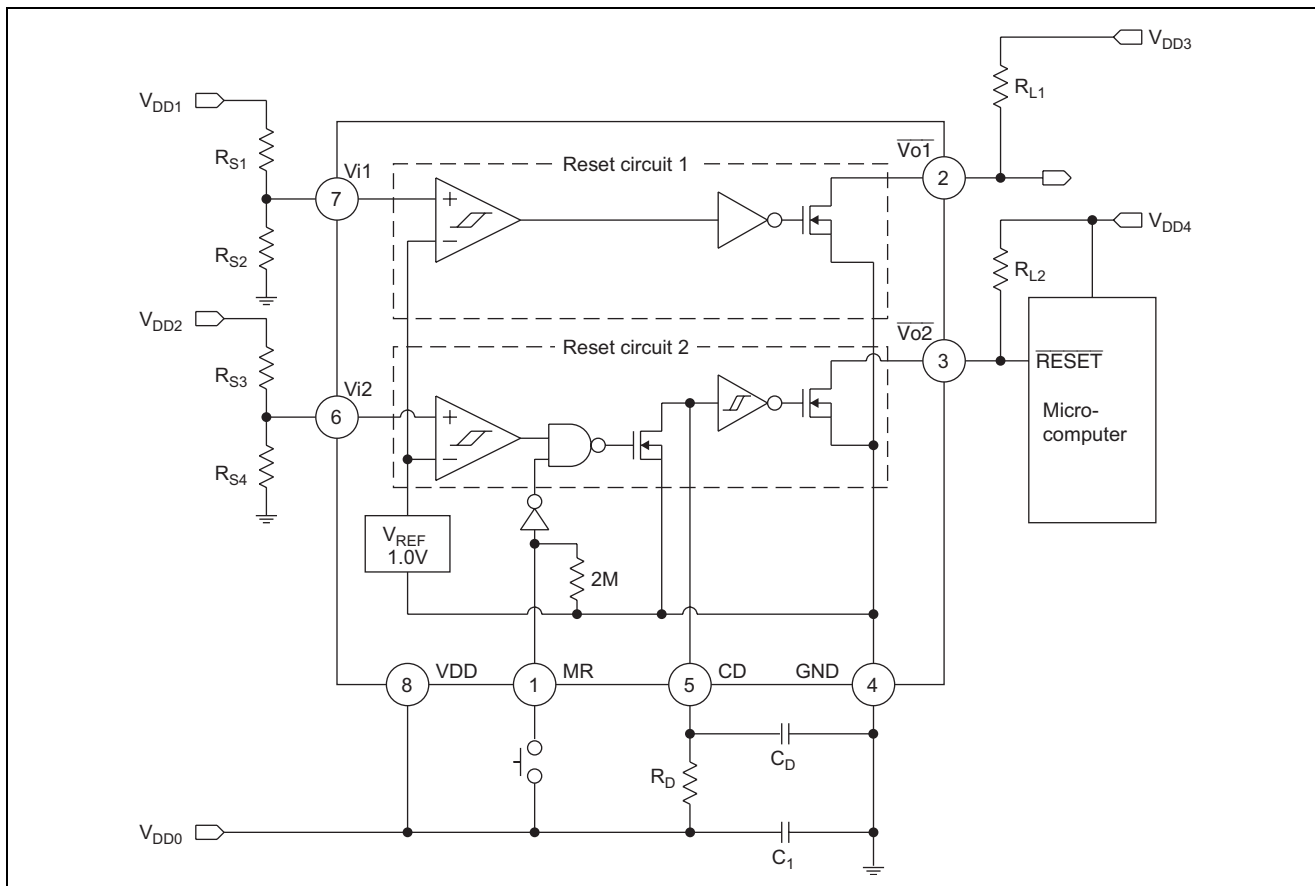 VDD3
RL1
VDD1
RS1
Vi1
7
Reset circuit 1
+
−
Vo1
2
VDD4
RL2
RS2
VDD2
Reset circuit 2
Vo2
3
RESET
Micro-
computer
RS3
Vi2
6
+
−
RS4
VREF
1.0V
2M
8
VDD
1
MR
5
CD
GND
4
CD
RD
VDD0
C1